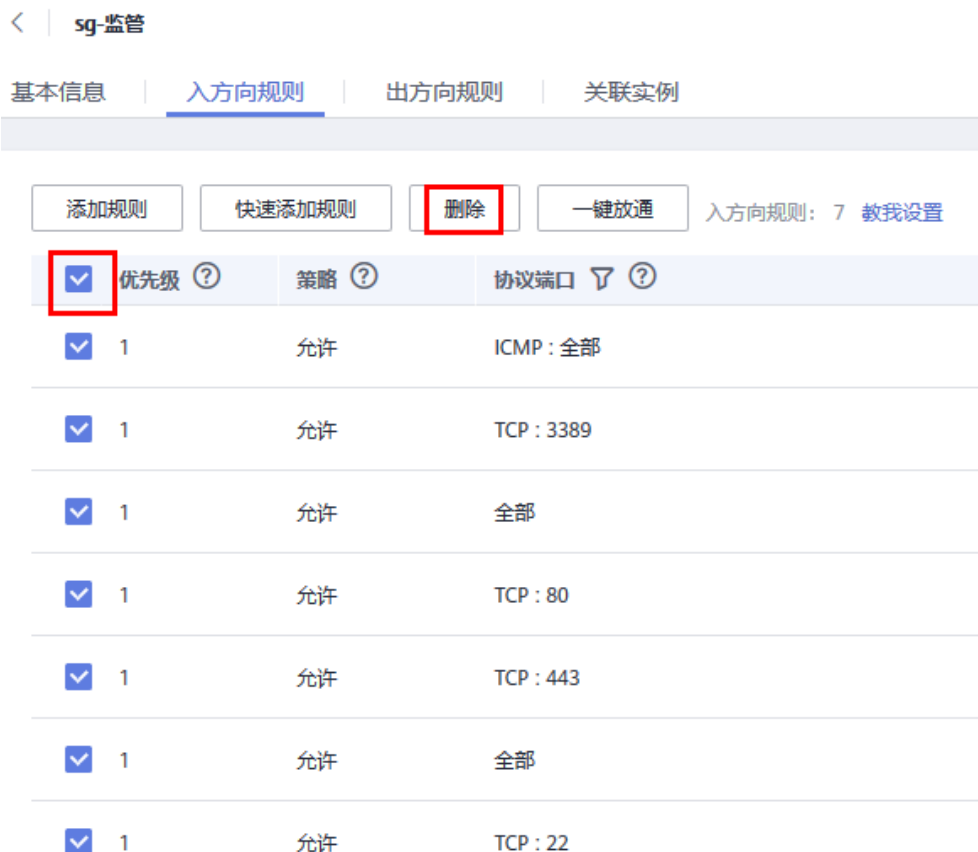 sg-监管
基本信息 入方向规则 出方向规则 关联实例
添加规则 快速添加规则 删除 一键放通 入方向规则: 7 教我设置
优先级 ? 策略 ? 协议端口 ?
1 允许 ICMP : 全部
1 允许 TCP : 3389
1 允许 全部
1 允许 TCP : 80
1 允许 TCP : 443
1 允许 全部
1 允许 TCP : 22